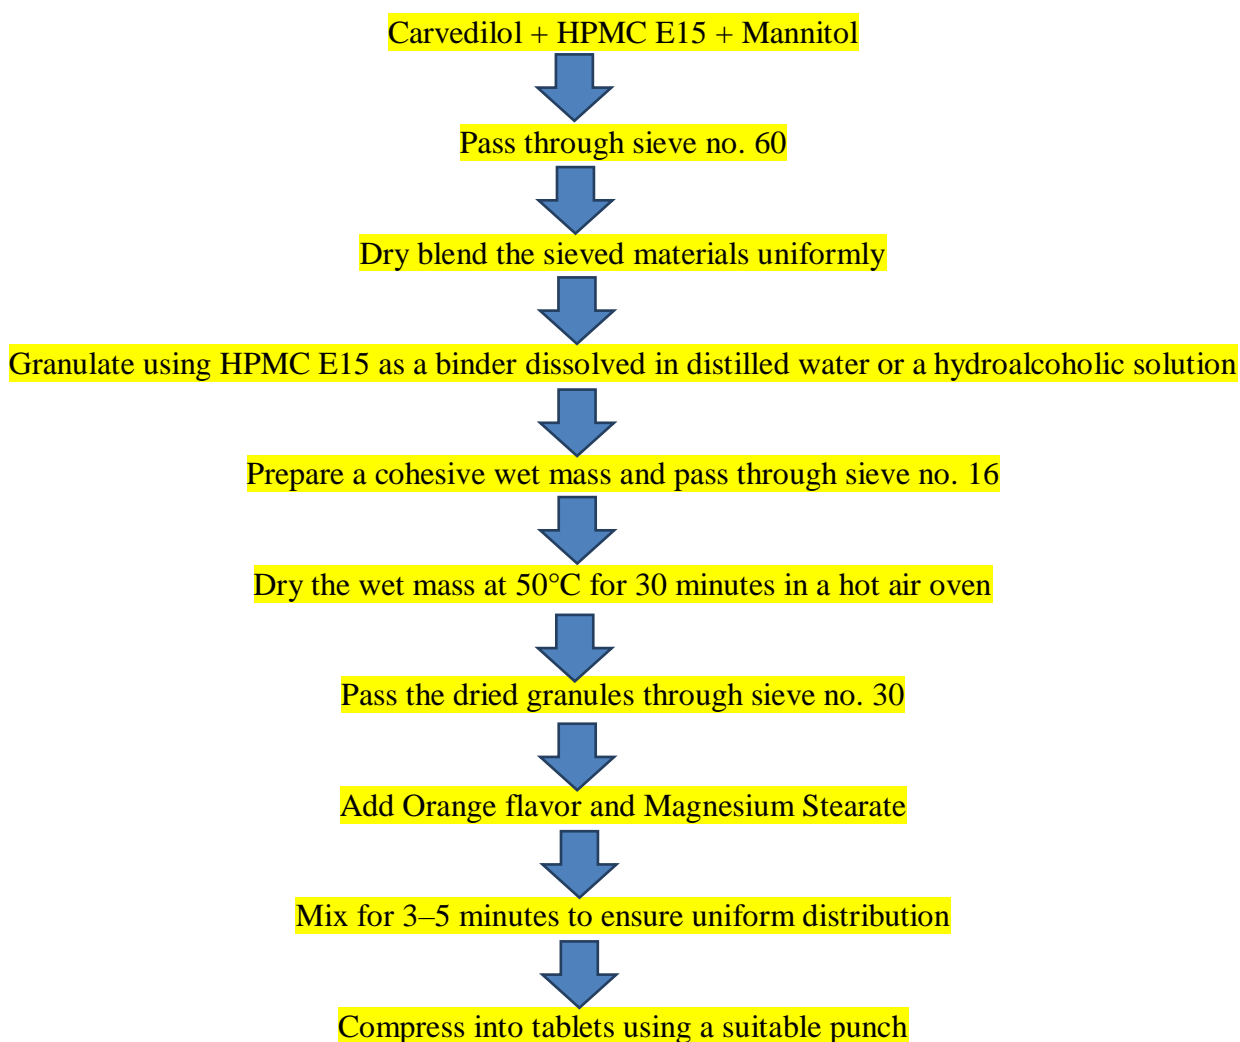 Carvedilol + HPMC E15 + Mannitol
Pass through sieve no. 60
Dry blend the sieved materials uniformly
Granulate using HPMC E15 as a binder dissolved in distilled water or a hydroalcoholic solution
Prepare a cohesive wet mass and pass through sieve no. 16
Dry the wet mass at 50°C for 30 minutes in a hot air oven
Pass the dried granules through sieve no. 30
Add Orange flavor and Magnesium Stearate
Mix for 3–5 minutes to ensure uniform distribution
Compress into tablets using a suitable punch